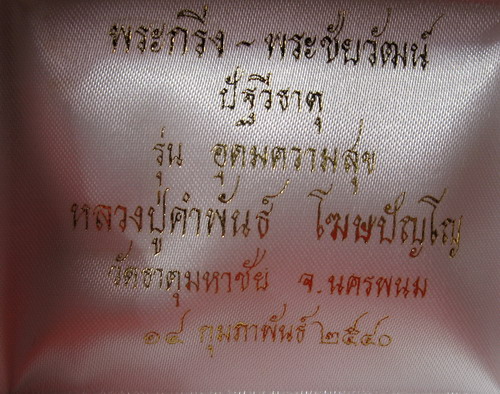 พระกริ่ง ~ พระชัยวัฒน์
ปัฐวีธาตุ
รุ่น อุดมความสุข
หลวงปู่คำพันธ์ โฆษปัญโญ
วัดธาตุมหาชัย จ.นครพนม
๑๔ กุมภาพันธ์ ๒๕๔๐